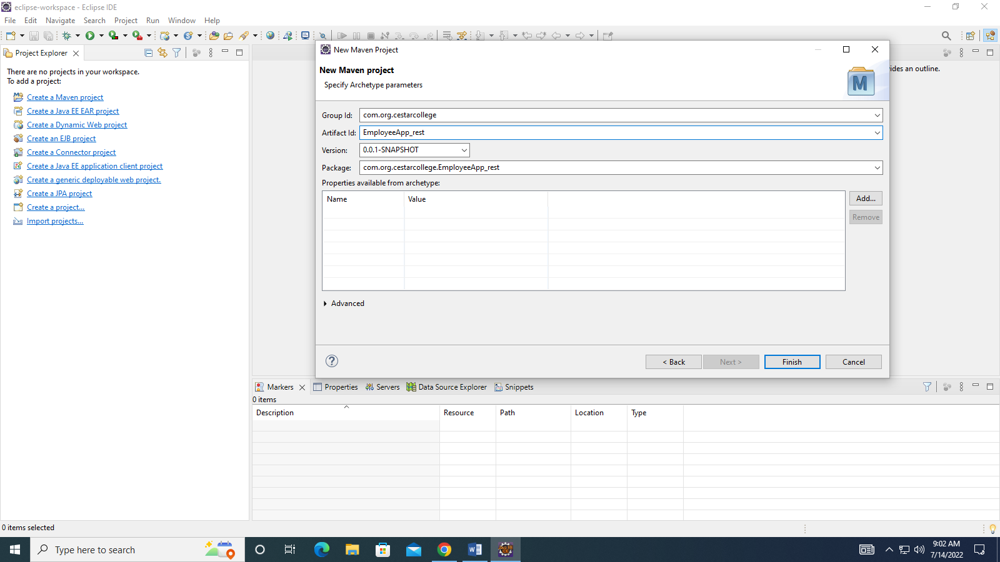 eclipse-workspace - Eclipse IDE
File Edit Navigate Search Project Run Window Help
Project Explorer
There are no projects in your workspace.
To add a project:
Create a Maven project
Create a Java EE EAR project
Create a Dynamic Web project
Create an EJB project
Create a Connector project
Create a Java EE application client project
Create a generic deployable web project.
Create a JPA project
Create a project...
Import projects...
New Maven Project
New Maven project
Specify Archetype parameters
M
Group Id: com.org.cestarcollege
Artifact Id: EmployeeApp_rest
Version: 0.0.1-SNAPSHOT
Package: com.org.cestarcollege.EmployeeApp_rest
Properties available from archetype:
Name Value
Add...
Remove
Advanced
< Back Next > Finish Cancel
an outline.
Markers Properties Servers Data Source Explorer Snippets
0 items
Description Resource Path Location Type
0 items selected
Type here to search
9:02 AM
7/14/2022